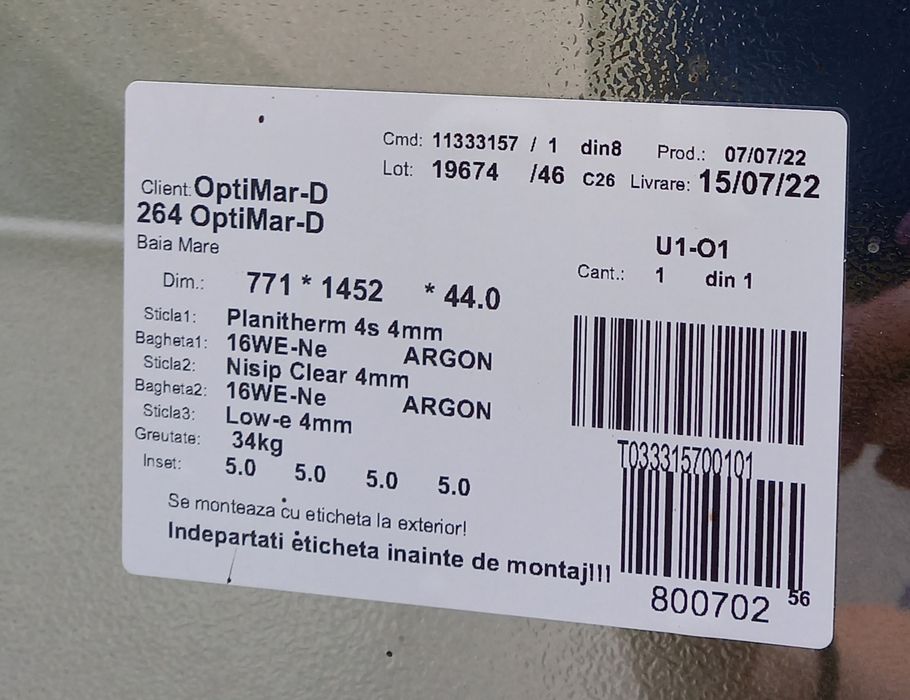 Cmd: 11333157 / 1 din8 Prod.: 07/07/22
Lot: 19674 /46 C26 Livrare: 15/07/22
Client: OptiMar-D
264 OptiMar-D
Baia Mare
U1-O1
Cant.: 1 din 1
Dim.: 771 * 1452 * 44.0
Sticla1: Planitherm 4s 4mm
Bagheta1: 16WE-Ne ARGON
Sticla2: Nisip Clear 4mm
Bagheta2: 16WE-Ne ARGON
Sticla3: Low-e 4mm
Greutate: 34kg
Inset: 5.0 5.0 5.0 5.0
T033315700101
Se monteaza cu eticheta la exterior!
Indepartati eticheta inainte de montaj!!!
800702 56